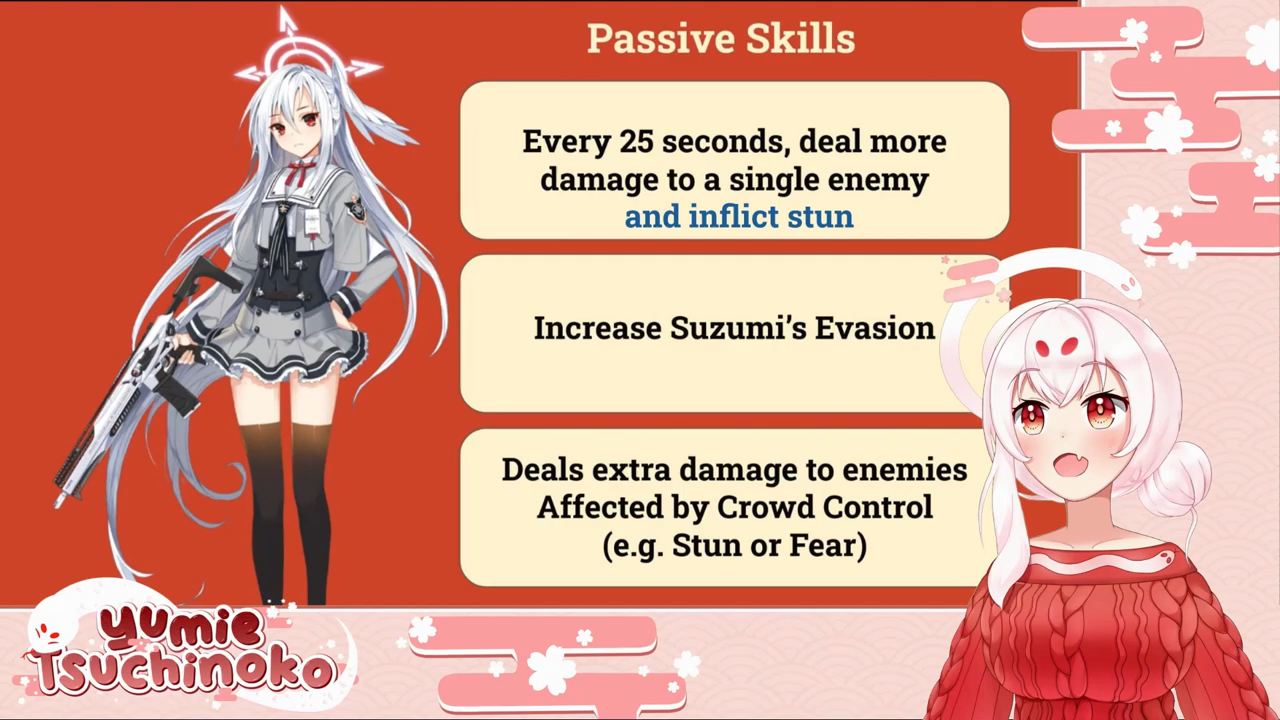 Passive Skills
Every 25 seconds, deal more
damage to a single enemy
and inflict stun
Increase Suzumi's Evasion
Deals extra damage to enemies
Affected by Crowd Control
(e.g. Stun or Fear)
yumie
Tsuchinoko